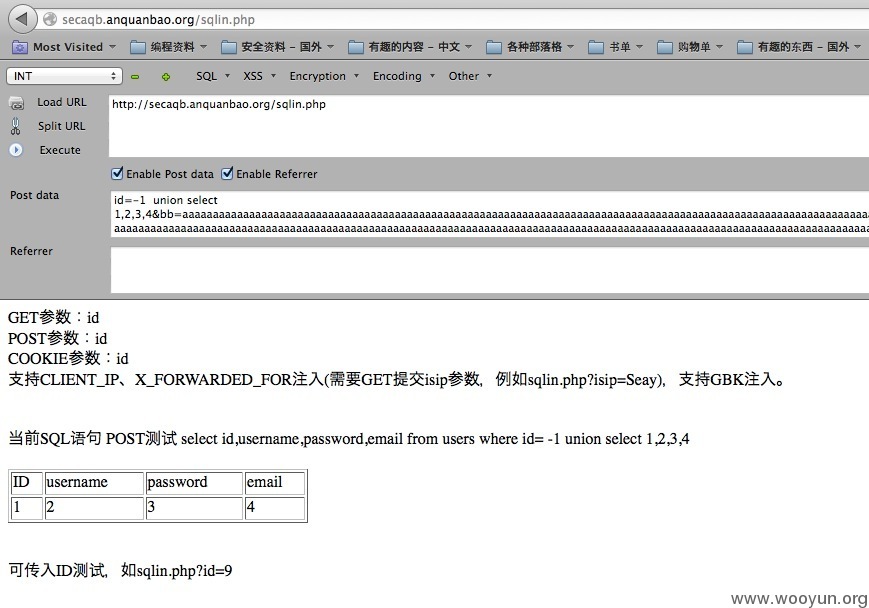 secaqb.anquanbao.org/sqlin.php
Most Visited 编程资料 安全资料 - 国外 有趣的内容 - 中文 各种部落格 书单 购物单 有趣的东西 - 国外
INT SQL XSS Encryption Encoding Other
Load URL http://secaqb.anquanbao.org/sqlin.php
Split URL
Execute
Enable Post data Enable Referrer
Post data id=-1 union select
Referrer
GET参数：id
POST参数：id
COOKIE参数：id
支持CLIENT_IP、X_FORWARDED_FOR注入(需要GET提交isip参数，例如sqlin.php?isip=Seay)，支持GBK注入。
当前SQL语句 POST测试 select id,username,password,email from users where id= -1 union select 1,2,3,4
ID username password email
1 2 3 4
可传入ID测试，如sqlin.php?id=9
www.wooyun.org